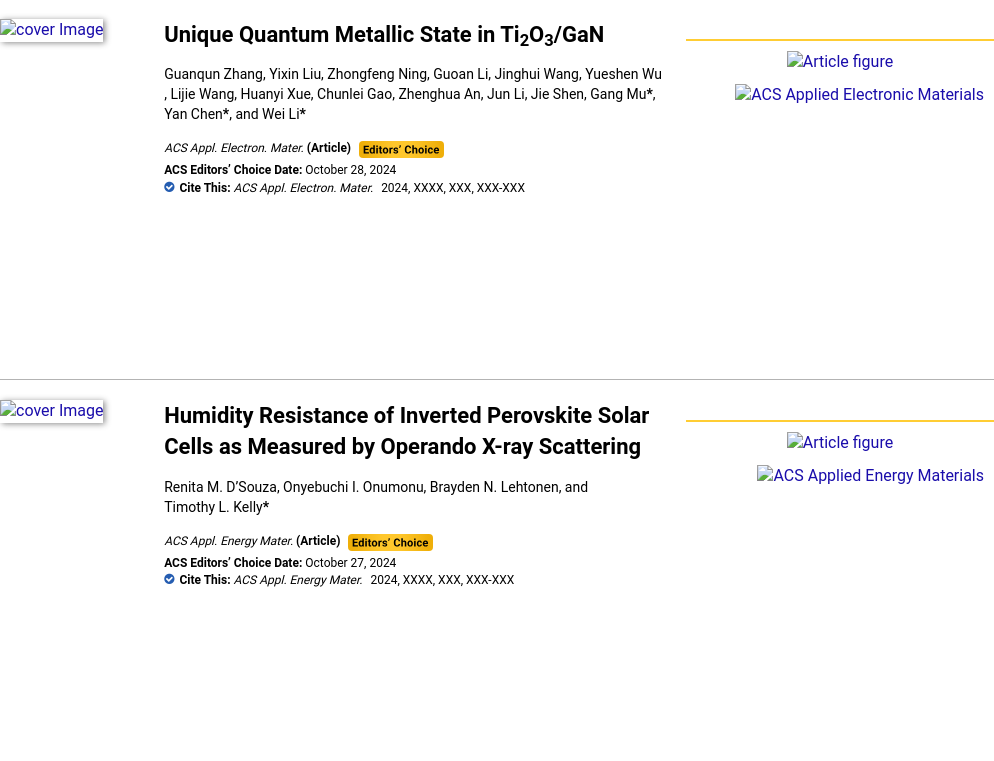 cover Image
Unique Quantum Metallic State in Ti₂O₃/GaN
Guanqun Zhang, Yixin Liu, Zhongfeng Ning, Guoan Li, Jinghui Wang, Yueshen Wu
, Lijie Wang, Huanyi Xue, Chunlei Gao, Zhenghua An, Jun Li, Jie Shen, Gang Mu*,
Yan Chen*, and Wei Li*
ACS Appl. Electron. Mater. (Article) Editors’ Choice
ACS Editors’ Choice Date: October 28, 2024
Cite This: ACS Appl. Electron. Mater. 2024, XXXX, XXX, XXX-XXX
Article figure
ACS Applied Electronic Materials
cover Image
Humidity Resistance of Inverted Perovskite Solar
Cells as Measured by Operando X-ray Scattering
Renita M. D’Souza, Onyebuchi I. Onumonu, Brayden N. Lehtonen, and
Timothy L. Kelly*
ACS Appl. Energy Mater. (Article) Editors’ Choice
ACS Editors’ Choice Date: October 27, 2024
Cite This: ACS Appl. Energy Mater. 2024, XXXX, XXX, XXX-XXX
Article figure
ACS Applied Energy Materials